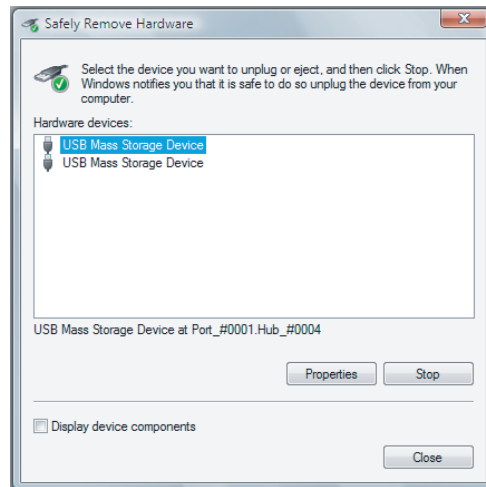 Safely Remove Hardware
Select the device you want to unplug or eject, and then click Stop. When
Windows notifies you that it is safe to do so unplug the device from your
computer.
Hardware devices:
USB Mass Storage Device
USB Mass Storage Device
USB Mass Storage Device at Port_#0001.Hub_#0004
Properties Stop
Display device components
Close